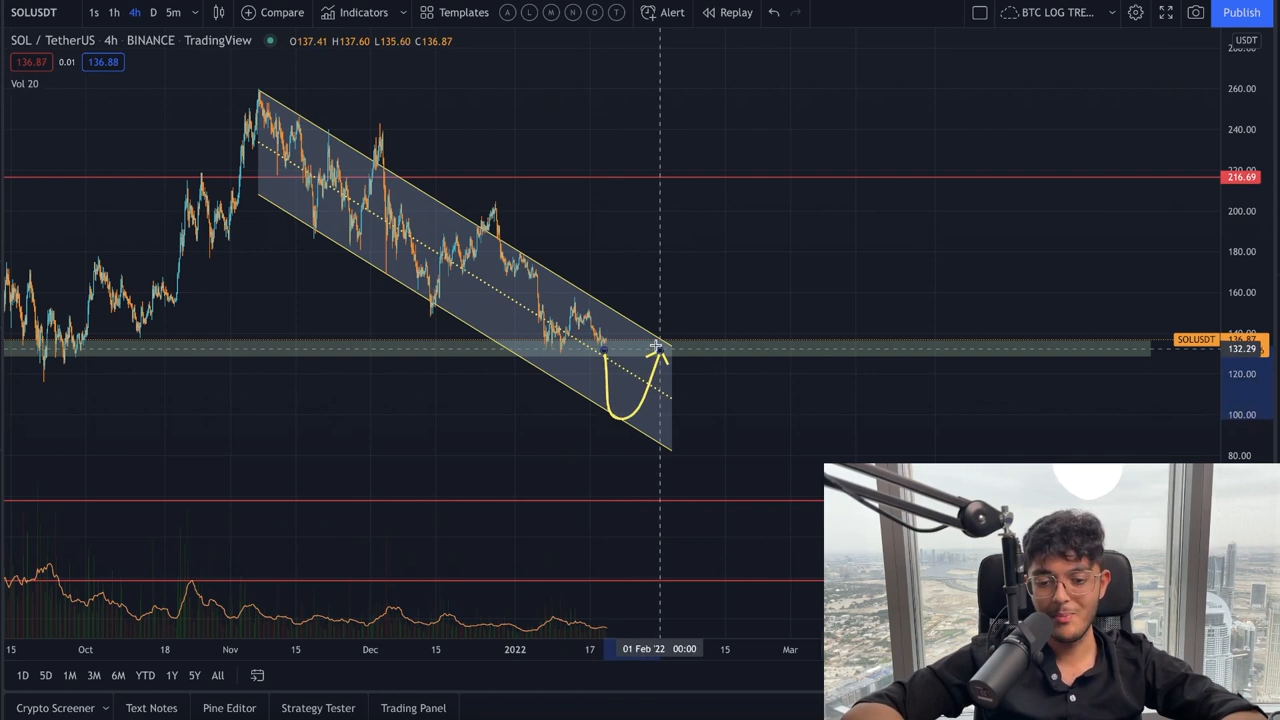 SOLUSDT 1s 1h 4h D 5m Compare Indicators Templates A L M N O T Alert Replay BTC LOG TRE... Publish
SOL / TetherUS · 4h · BINANCE · TradingView O137.41 H137.60 L135.60 C136.87 USDT
136.87 0.01 136.88
Vol 20
260.00
240.00
216.69
200.00
180.00
160.00
SOLUSDT 136.87
132.29
120.00
100.00
80.00
15 Oct 18 Nov 15 Dec 15 2022 17 01 Feb '22 00:00 15 Mar
1D 5D 1M 3M 6M YTD 1Y 5Y All
Crypto Screener Text Notes Pine Editor Strategy Tester Trading Panel